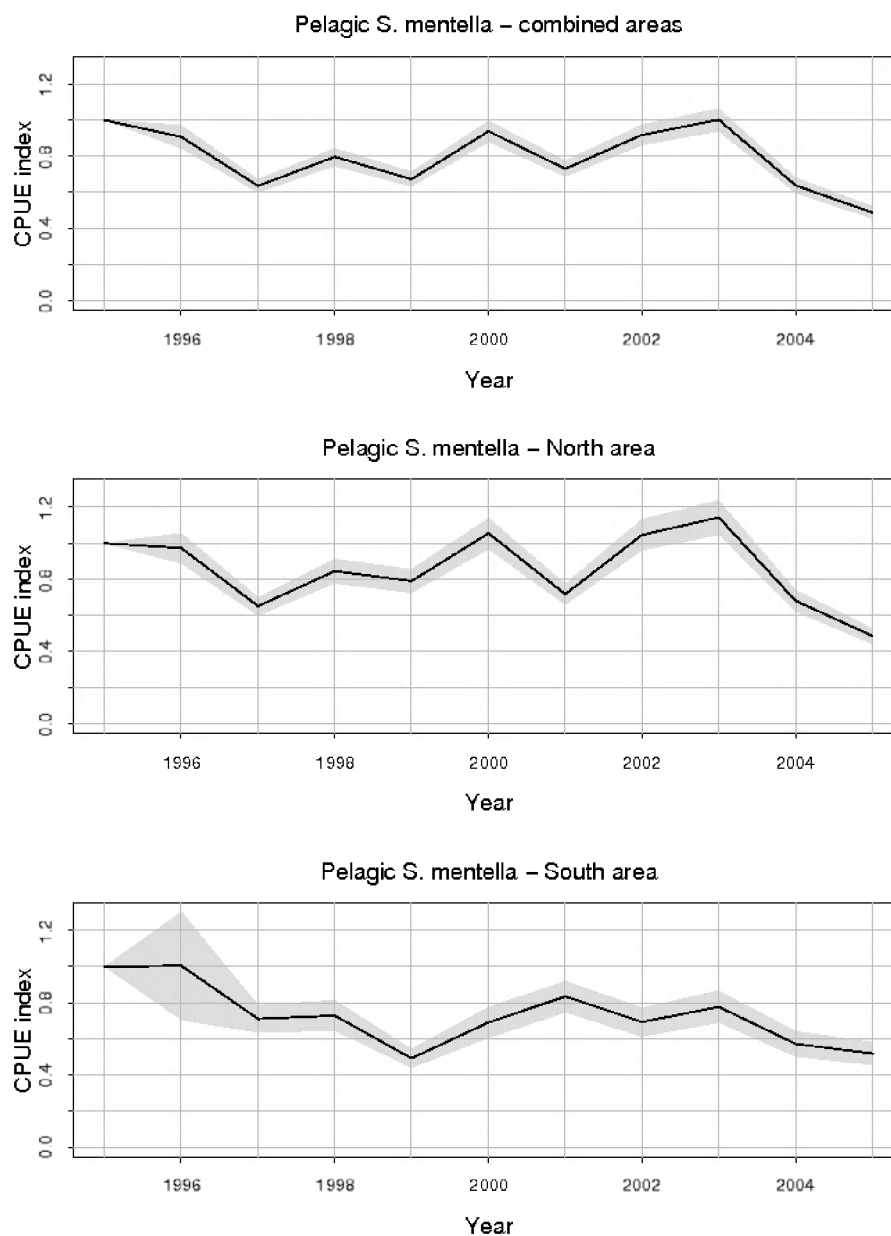 Pelagic S. mentella – combined areas
CPUE index
0.0 0.4 0.8 1.2
1996 1998 2000 2002 2004
Year
Pelagic S. mentella – North area
CPUE index
0.0 0.4 0.8 1.2
1996 1998 2000 2002 2004
Year
Pelagic S. mentella – South area
CPUE index
0.0 0.4 0.8 1.2
1996 1998 2000 2002 2004
Year